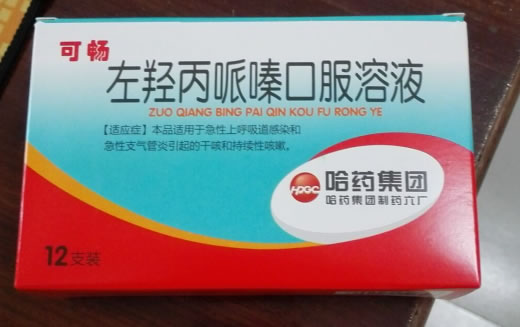 可畅
左羟丙哌嗪口服溶液
ZUO QIANG BING PAI QIN KOU FU RONG YE
【适应症】本品适用于急性上呼吸道感染和
急性支气管炎引起的干咳和持续性咳嗽。
HPGC
哈药集团
哈药集团制药六厂
12支装